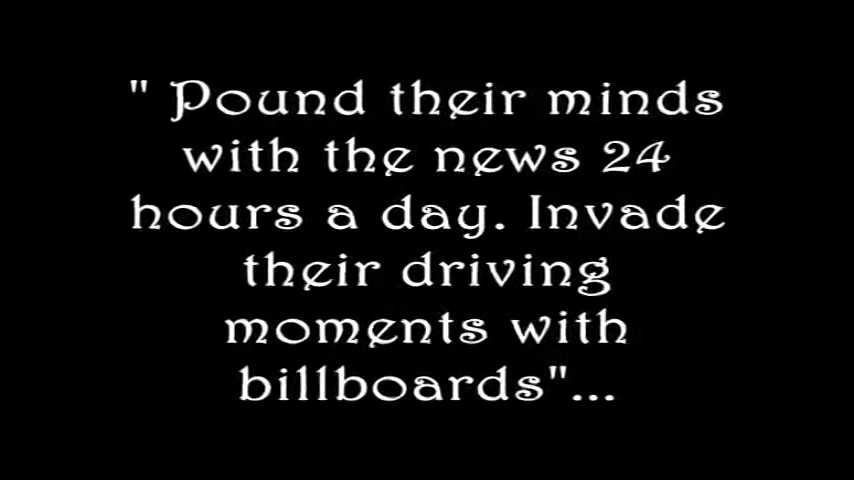 " Pound their minds
with the news 24
hours a day. Invade
their driving
moments with
billboards"...